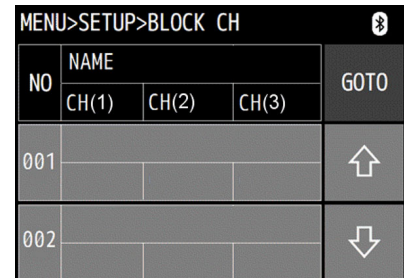 MENU>SETUP>BLOCK CH
NO
NAME
GOTO
CH(1) CH(2) CH(3)
001
002